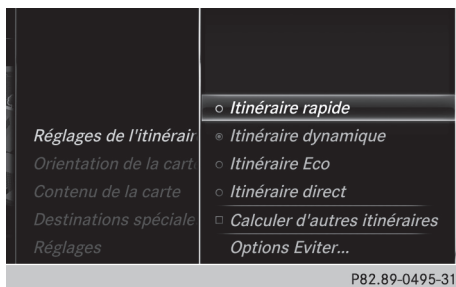 Itinéraire rapide
Réglages de l'itinérair
Itinéraire dynamique
Orientation de la cart
Itinéraire Eco
Contenu de la carte
Itinéraire direct
Destinations spéciale
Calculer d'autres itinéraires
Réglages
Options Eviter...
P82.89-0495-31